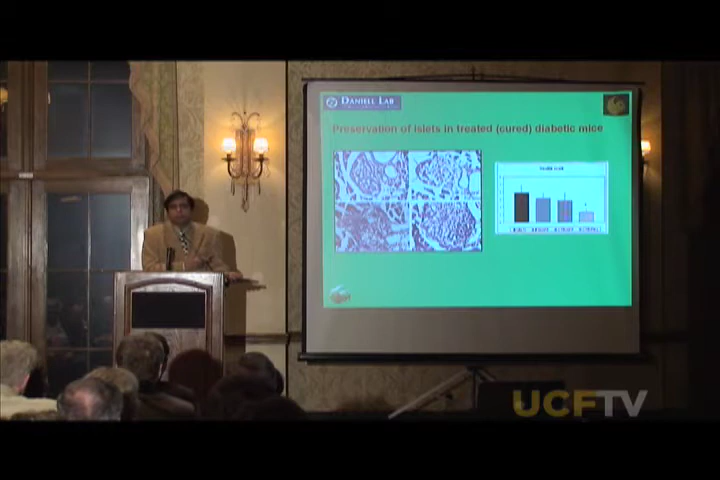 DANIELL LAB
Preservation of islets in treated (cured) diabetic mice
UCFTV